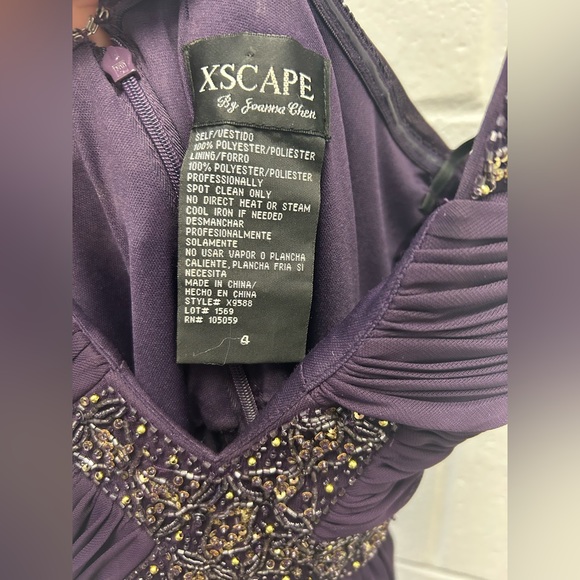 XSCAPE
By Joanna Chen
SELF/VESTIDO
100% POLYESTER/POLIESTER
LINING/FORRO
100% POLYESTER/POLIESTER
PROFESSIONALLY
SPOT CLEAN ONLY
NO DIRECT HEAT OR STEAM
COOL IRON IF NEEDED
DESMANCHAR
PROFESIONALMENTE
SOLAMENTE
NO USAR VAPOR O PLANCHA
CALIENTE, PLANCHA FRIA SI
NECESITA
MADE IN CHINA/
HECHO EN CHINA
STYLE# X9588
LOT# 1569
RN# 105059